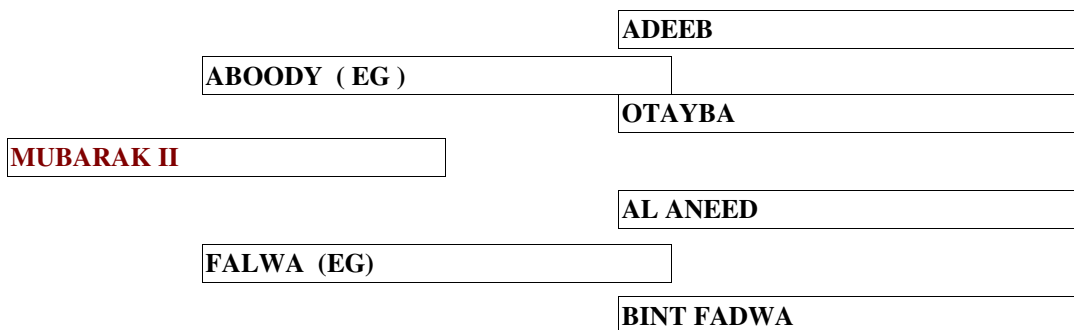 ADEEB
ABOODY ( EG )
OTAYBA
MUBARAK II
AL ANEED
FALWA (EG)
BINT FADWA